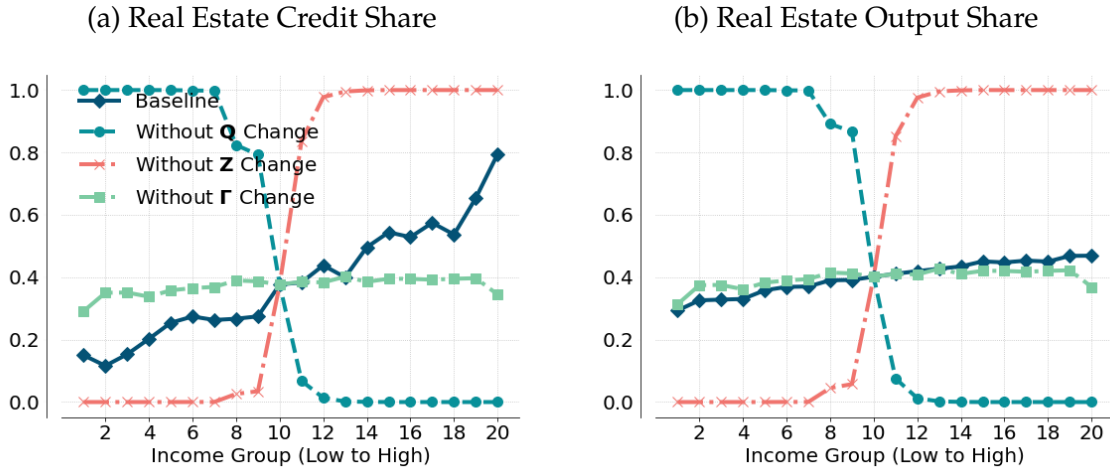 (a) Real Estate Credit Share
1.0
0.8
0.6
0.4
0.2
0.0
Baseline
Without Q Change
Without Z Change
Without Γ Change
2 4 6 8 10 12 14 16 18 20
Income Group (Low to High)
(b) Real Estate Output Share
1.0
0.8
0.6
0.4
0.2
0.0
2 4 6 8 10 12 14 16 18 20
Income Group (Low to High)